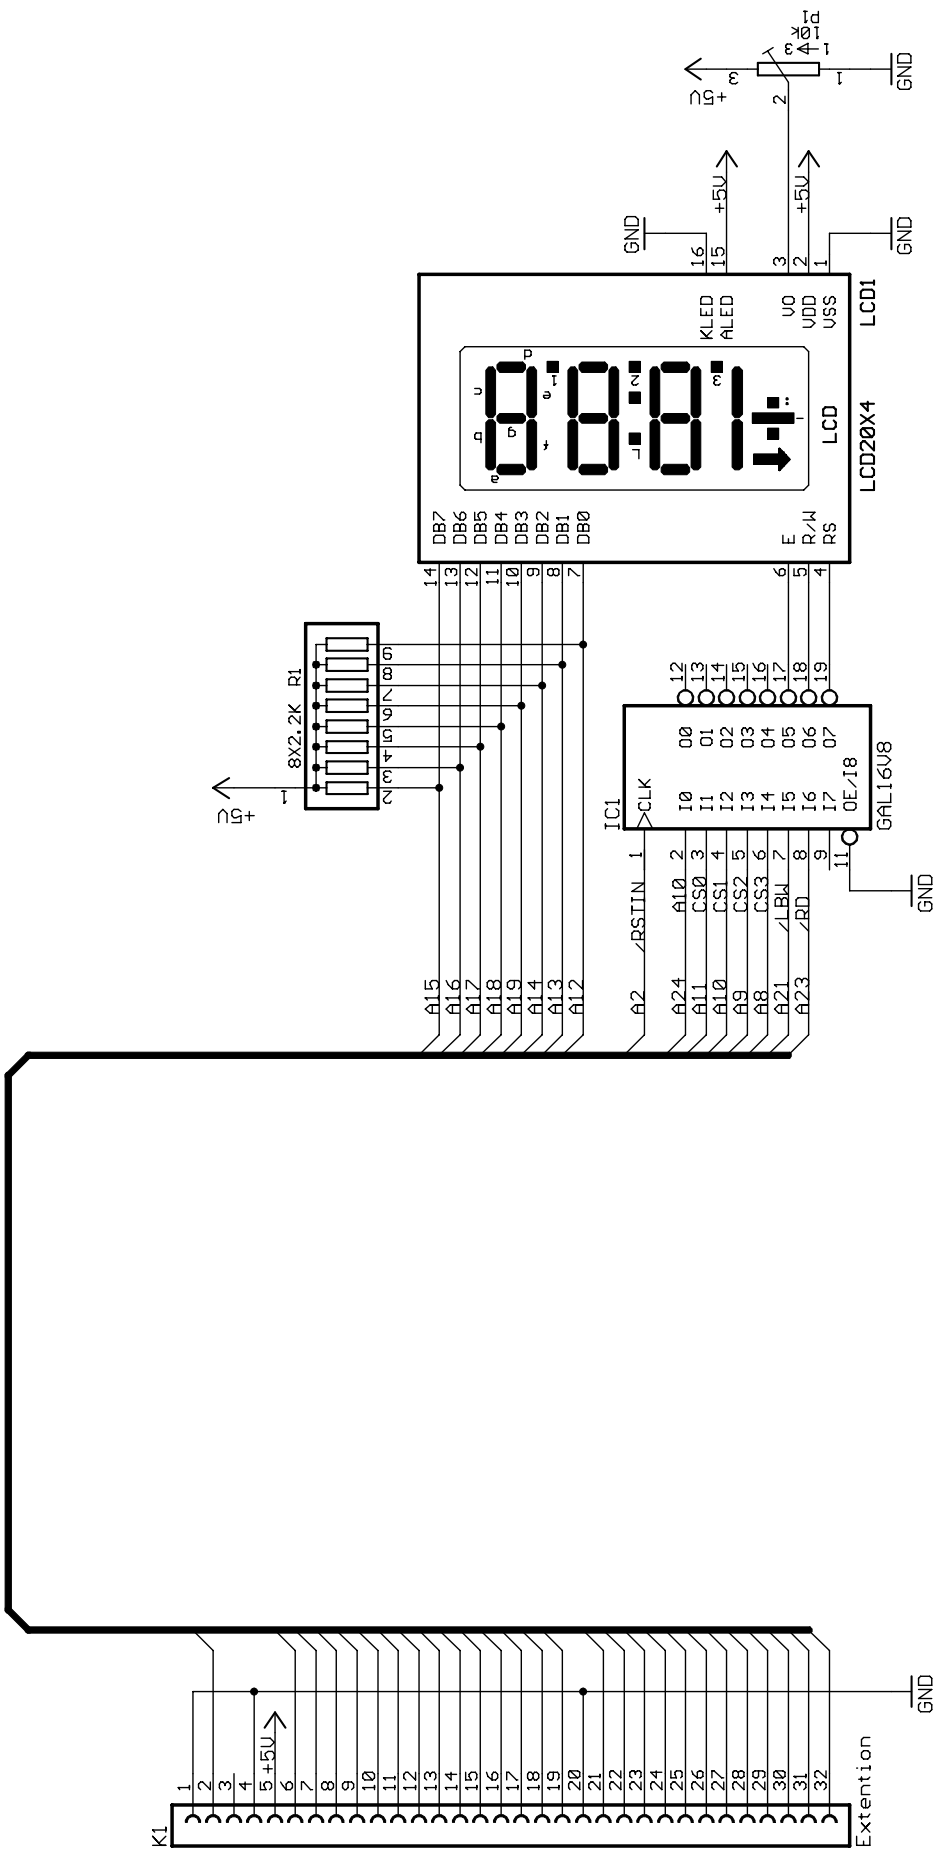 P1
10k
1 → 3
3
1
2
+5V
GND
+5V
+5V
GND
GND
16
15
3
2
1
KLED
ALED
VO
VDD
VSS
LCD1
LCD20X4
LCD
a
b
c
d
e
f
g
1
2
3
L
DB7
DB6
DB5
DB4
DB3
DB2
DB1
DB0
E
R/W
RS
14
13
12
11
10
9
8
7
6
5
4
R1
8X2.2K
+5V
1
2
3
4
5
6
7
8
9
12
13
14
15
16
17
18
19
O0
O1
O2
O3
O4
O5
O6
O7
IC1
CLK
I0
I1
I2
I3
I4
I5
I6
I7
OE/I8
GAL16V8
1
2
3
4
5
6
7
8
9
11
GND
/RSTIN
A10
CS0
CS1
CS2
CS3
/LBW
/RD
A15
A16
A17
A18
A19
A14
A13
A12
A2
A24
A11
A10
A9
A8
A21
A23
GND
+5V
1
2
3
4
5
6
7
8
9
10
11
12
13
14
15
16
17
18
19
20
21
22
23
24
25
26
27
28
29
30
31
32
K1
Extention